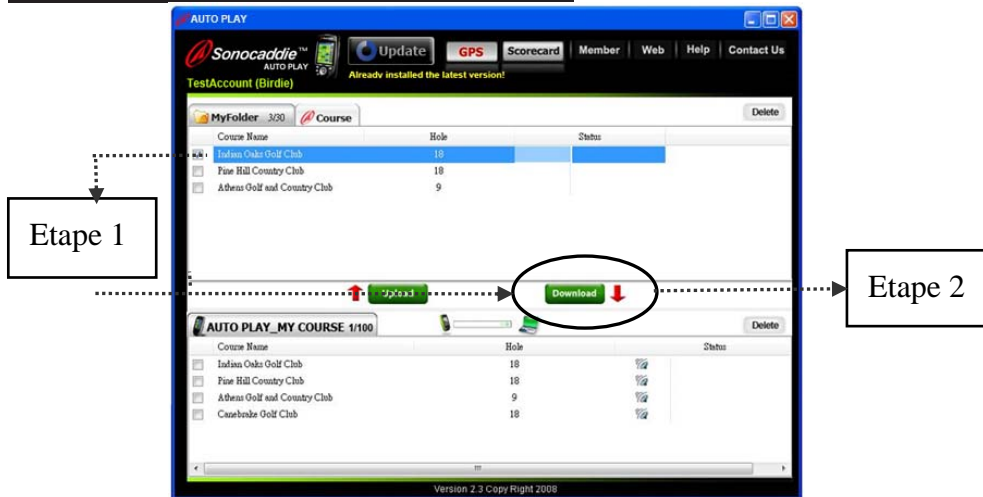 AUTO PLAY
Sonocaddie™
AUTO PLAY
Update
GPS
Scorecard
Member
Web
Help
Contact Us
Already installed the latest version!
TestAccount (Birdie)
MyFolder 3/30
Course
Delete
Course Name Hole Status
Indian Oaks Golf Club 18
Pine Hill Country Club 18
Athens Golf and Country Club 9
Etape 1
Upload
Download
Etape 2
AUTO PLAY_MY COURSE 1/100
Delete
Course Name Hole Status
Indian Oaks Golf Club 18
Pine Hill Country Club 18
Athens Golf and Country Club 9
Canebrake Golf Club 18
Version 2.3 Copy Right 2008